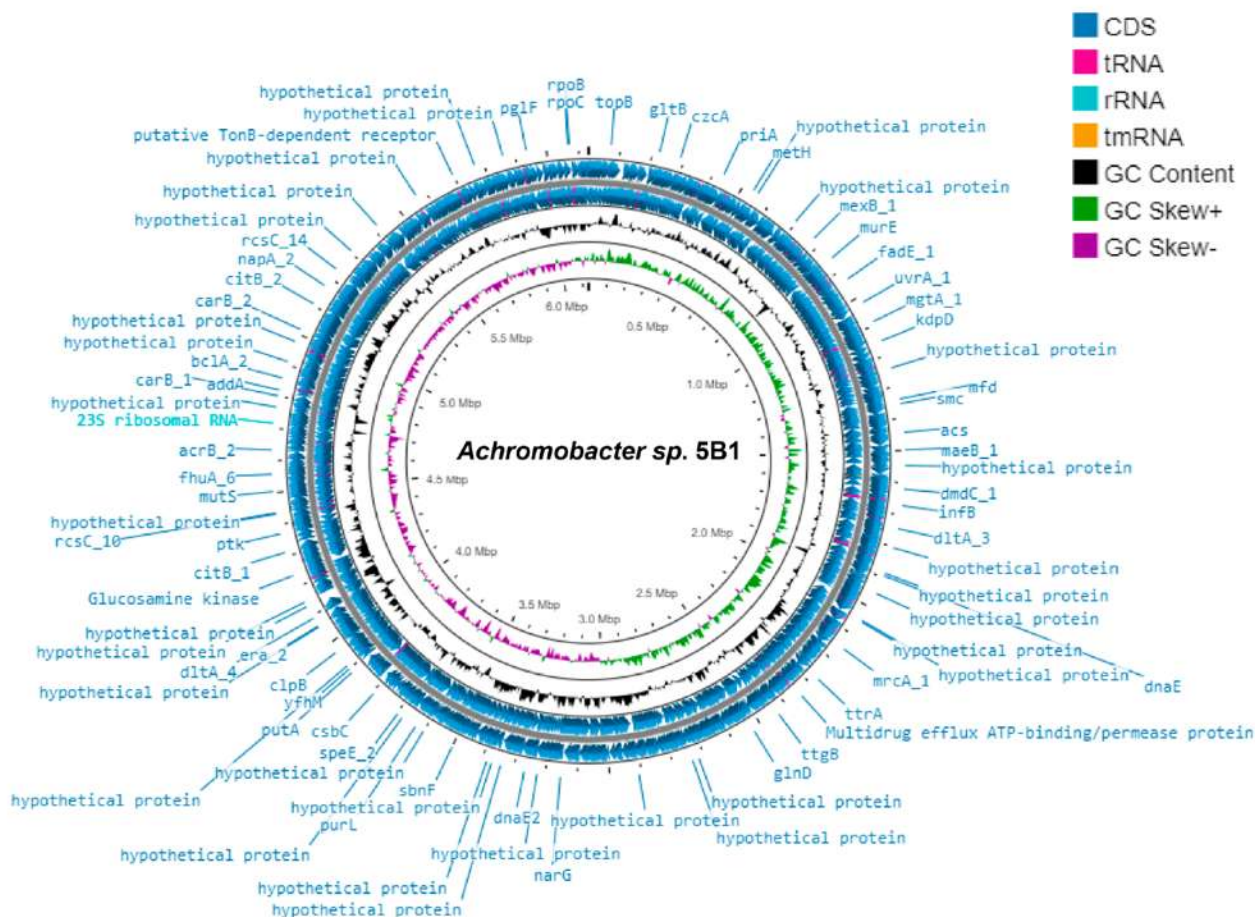 CDS
tRNA
rRNA
tmRNA
GC Content
GC Skew+
GC Skew-
rpoB
rpoC topB
pglF
gltB
czcA
priA
metH
hypothetical protein
hypothetical protein
mexB_1
murE
fadE_1
uvrA_1
mgtA_1
kdpD
hypothetical protein
mfd
smc
acs
maeB_1
hypothetical protein
dmdC_1
infB
dltA_3
hypothetical protein
hypothetical protein
hypothetical protein
hypothetical protein
hypothetical protein
dnaE
mrcA_1
ttrA
Multidrug efflux ATP-binding/permease protein
ttgB
glnD
hypothetical protein
hypothetical protein
hypothetical protein
narG
hypothetical protein
dnaE2
hypothetical protein
hypothetical protein
sbnF
hypothetical protein
purL
hypothetical protein
hypothetical protein
speE_2
csbC
hypothetical protein
putA
yfhM
clpB
hypothetical protein
dltA_4
era_2
hypothetical protein
hypothetical protein
Glucosamine kinase
citB_1
ptk
rcsC_10
hypothetical protein
mutS
fhuA_6
acrB_2
23S ribosomal RNA
hypothetical protein
addA
carB_1
bclA_2
hypothetical protein
hypothetical protein
carB_2
citB_2
napA_2
rcsC_14
hypothetical protein
hypothetical protein
hypothetical protein
putative TonB-dependent receptor
hypothetical protein
hypothetical protein
6.0 Mbp
0.5 Mbp
1.0 Mbp
2.0 Mbp
2.5 Mbp
3.0 Mbp
3.5 Mbp
4.0 Mbp
4.5 Mbp
5.0 Mbp
5.5 Mbp
Achromobacter sp. 5B1